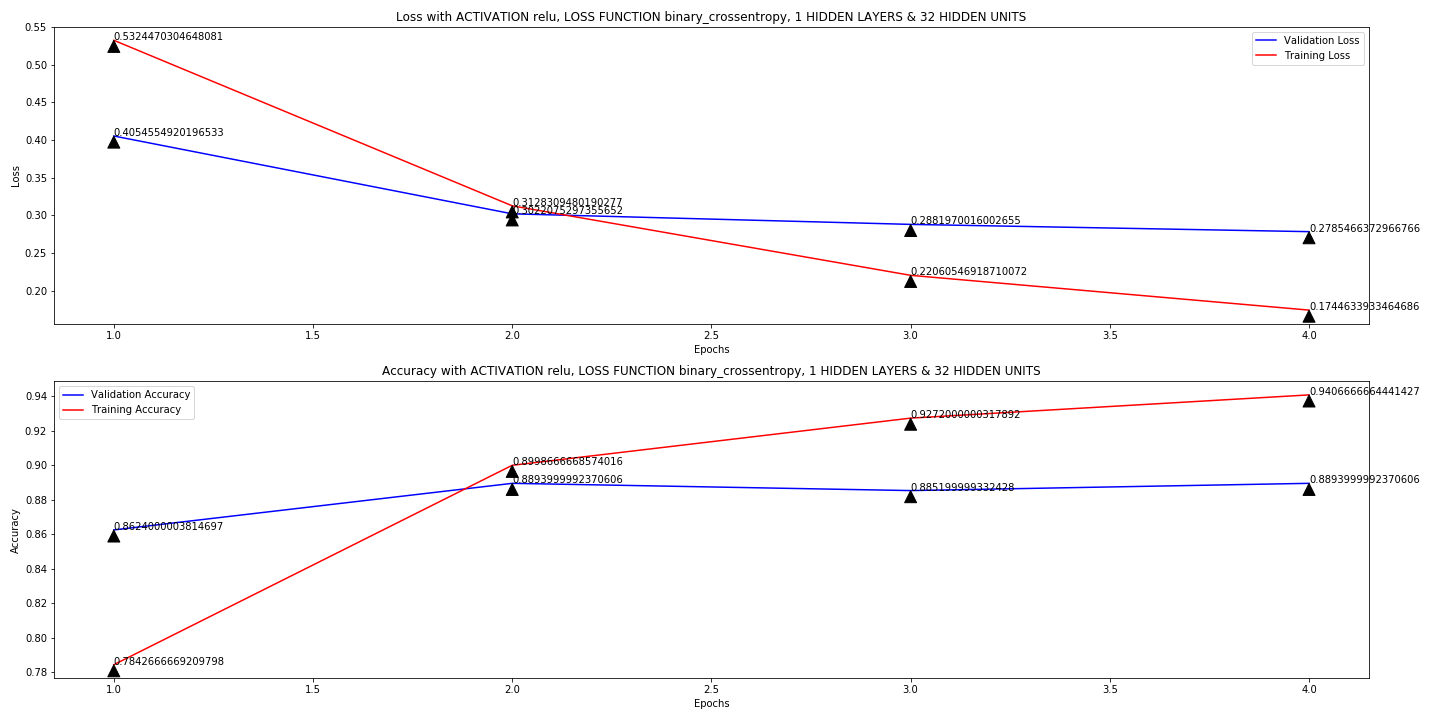 Loss with ACTIVATION relu, LOSS FUNCTION binary_crossentropy, 1 HIDDEN LAYERS & 32 HIDDEN UNITS
0.55
0.50
0.45
0.40
0.35
0.30
0.25
0.20
Loss
0.5324470304648081
0.4054554920196533
0.3128309480190277
0.3022075297355652
0.2881970016002655
0.22060546918710072
0.2785466372966766
0.1744633933464686
Validation Loss
Training Loss
1.0 1.5 2.0 2.5 3.0 3.5 4.0
Epochs
Accuracy with ACTIVATION relu, LOSS FUNCTION binary_crossentropy, 1 HIDDEN LAYERS & 32 HIDDEN UNITS
Validation Accuracy
Training Accuracy
0.94
0.92
0.90
0.88
0.86
0.84
0.82
0.80
0.78
Accuracy
0.8624000003814697
0.7842666669209798
0.8998666668574016
0.8893999992370606
0.9272000000317892
0.885199999332428
0.9406666664441427
0.8893999992370606
1.0 1.5 2.0 2.5 3.0 3.5 4.0
Epochs